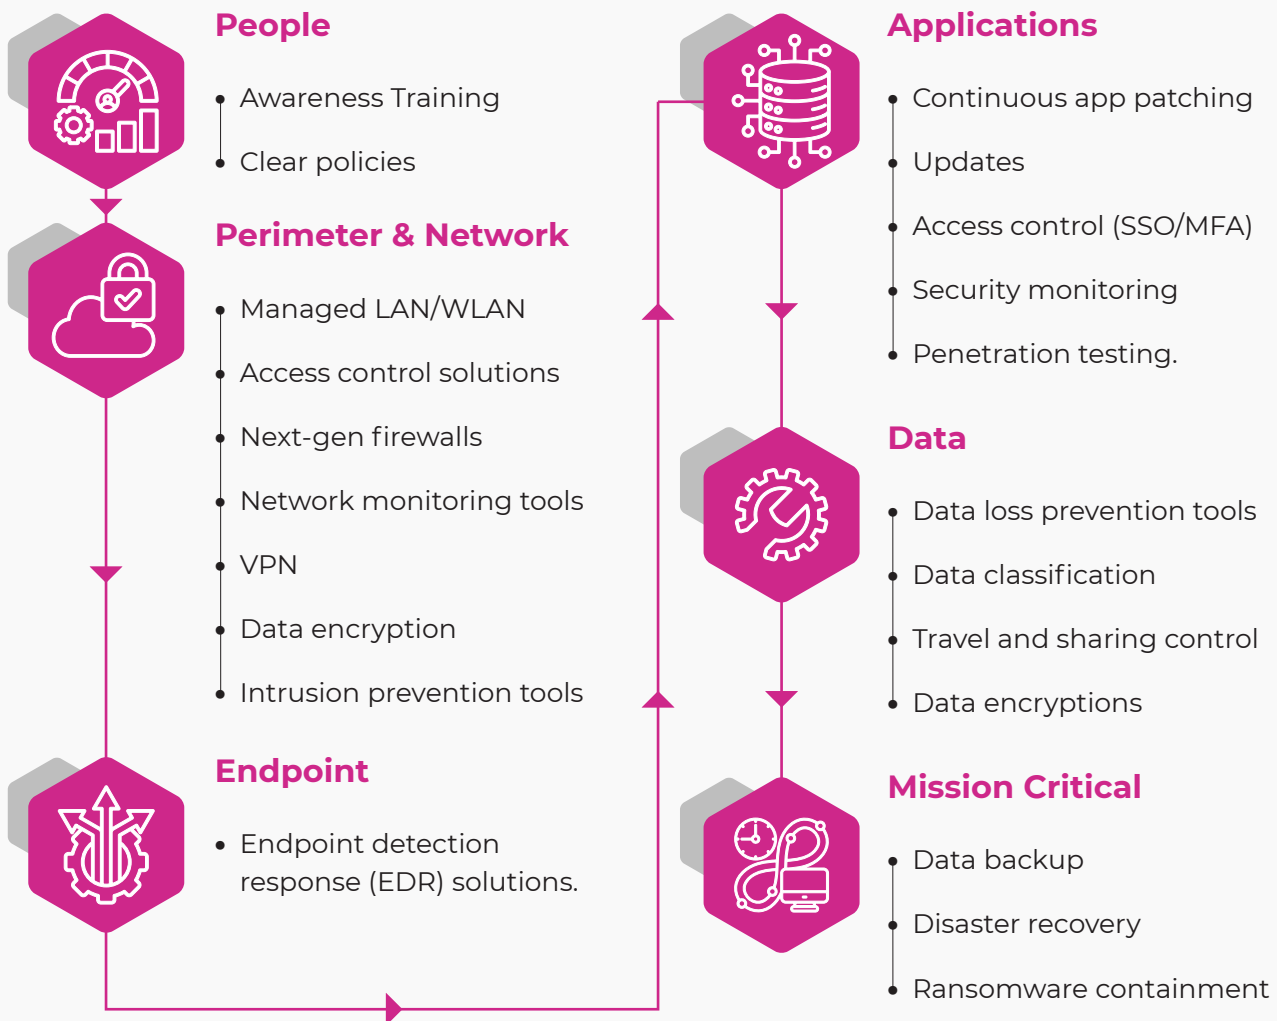 People
Awareness Training
Clear policies
Perimeter & Network
Managed LAN/WLAN
Access control solutions
Next-gen firewalls
Network monitoring tools
VPN
Data encryption
Intrusion prevention tools
Endpoint
Endpoint detection
response (EDR) solutions.
Applications
Continuous app patching
Updates
Access control (SSO/MFA)
Security monitoring
Penetration testing.
Data
Data loss prevention tools
Data classification
Travel and sharing control
Data encryptions
Mission Critical
Data backup
Disaster recovery
Ransomware containment